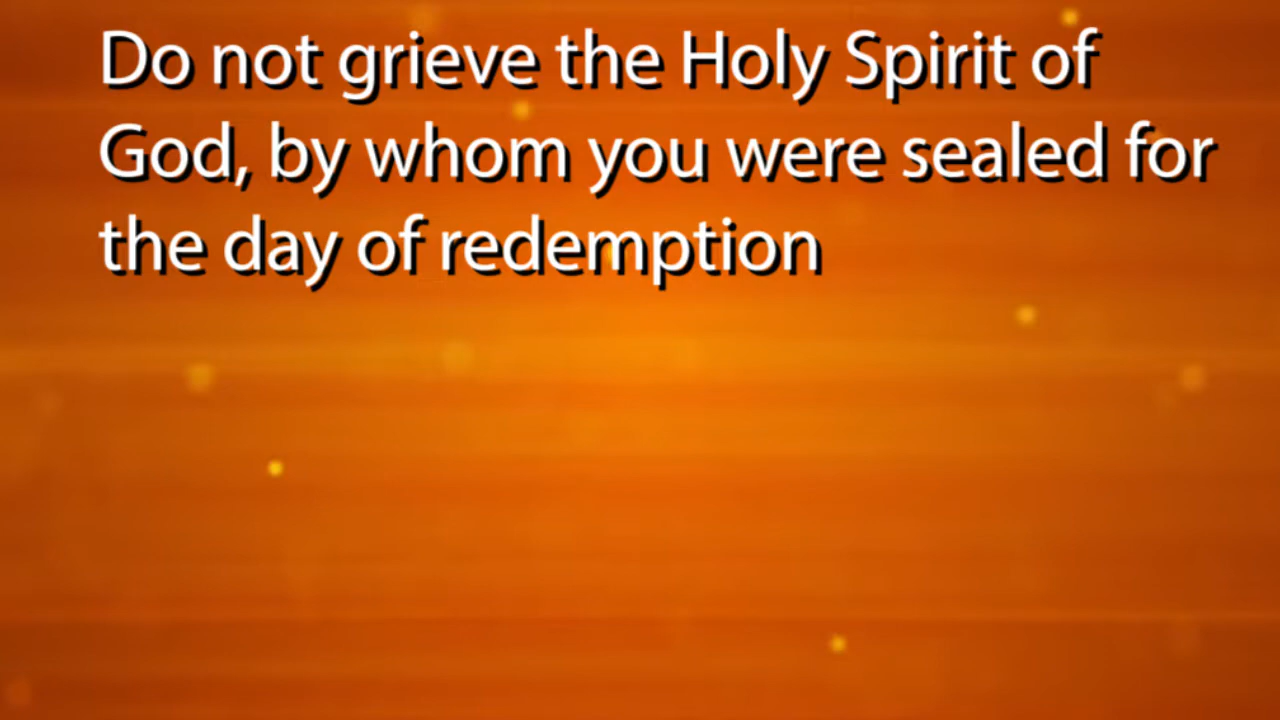 Do not grieve the Holy Spirit of
God, by whom you were sealed for
the day of redemption